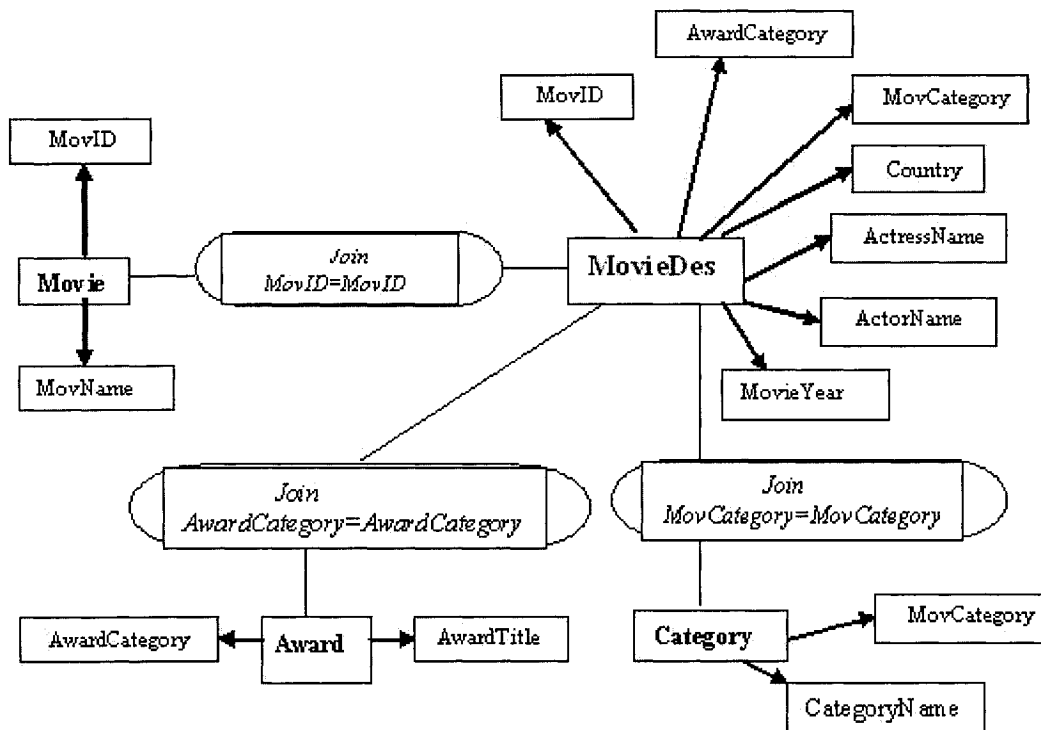 AwardCategory
MovID
MovCategory
MovID
Country
ActressName
Join
MovID=MovID
MovieDes
Movie
ActorName
MovName
MovieYear
Join
AwardCategory=AwardCategory
Join
MovCategory=MovCategory
MovCategory
AwardCategory
Award
AwardTitle
Category
CategoryName